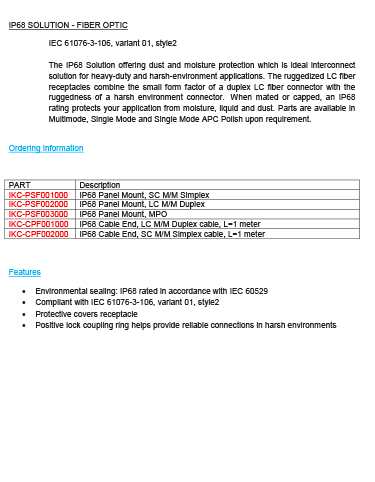 IP68 SOLUTION - FIBER OPTIC
IEC 61076-3-106, variant 01, style2
The IP68 Solution offering dust and moisture protection which is ideal interconnect
solution for heavy-duty and harsh-environment applications. The ruggedized LC fiber
receptacles combine the small form factor of a duplex LC fiber connector with the
ruggedness of a harsh environment connector. When mated or capped, an IP68
rating protects your application from moisture, liquid and dust. Parts are available in
Multimode, Single Mode and Single Mode APC Polish upon requirement.
Ordering Information
PART Description
IKC-PSF001000 IP68 Panel Mount, SC M/M Simplex
IKC-PSF002000 IP68 Panel Mount, LC M/M Duplex
IKC-PSF003000 IP68 Panel Mount, MPO
IKC-CPF001000 IP68 Cable End, LC M/M Duplex cable, L=1 meter
IKC-CPF002000 IP68 Cable End, SC M/M Simplex cable, L=1 meter
Features
• Environmental sealing: IP68 rated in accordance with IEC 60529
• Compliant with IEC 61076-3-106, variant 01, style2
• Protective covers receptacle
• Positive lock coupling ring helps provide reliable connections in harsh environments